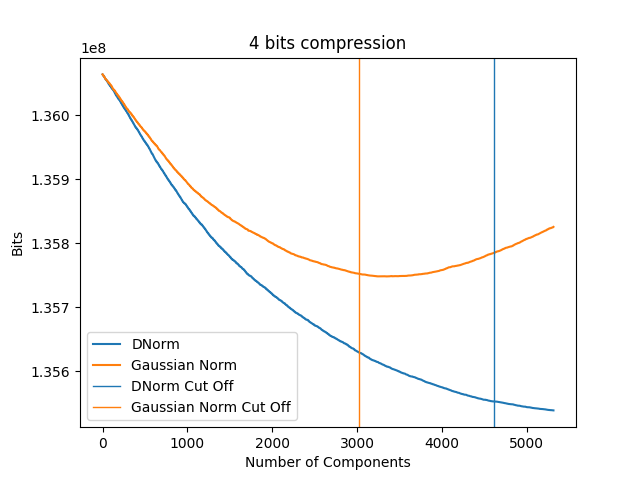 4 bits compression
1e8
1.360
1.359
1.358
1.357
1.356
Bits
DNorm
Gaussian Norm
DNorm Cut Off
Gaussian Norm Cut Off
0 1000 2000 3000 4000 5000
Number of Components